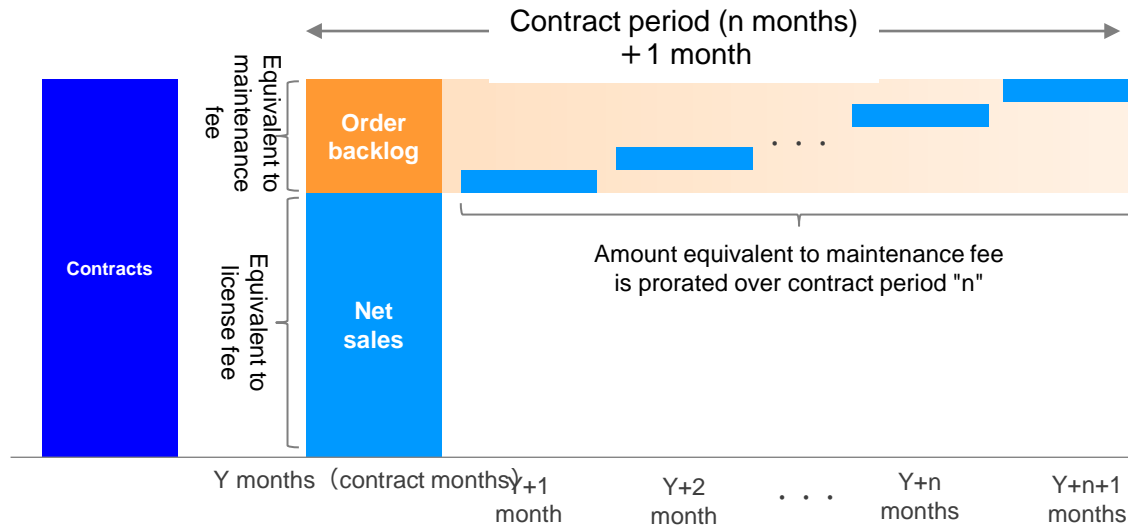 Contract period (n months)
＋1 month
Equivalent to
maintenance
fee
Order
backlog
. . .
Contracts
Equivalent to
license fee
Net
sales
Amount equivalent to maintenance fee
is prorated over contract period "n"
Y months（contract months）
Y+1
month
Y+2
month
. . .
Y+n
months
Y+n+1
months